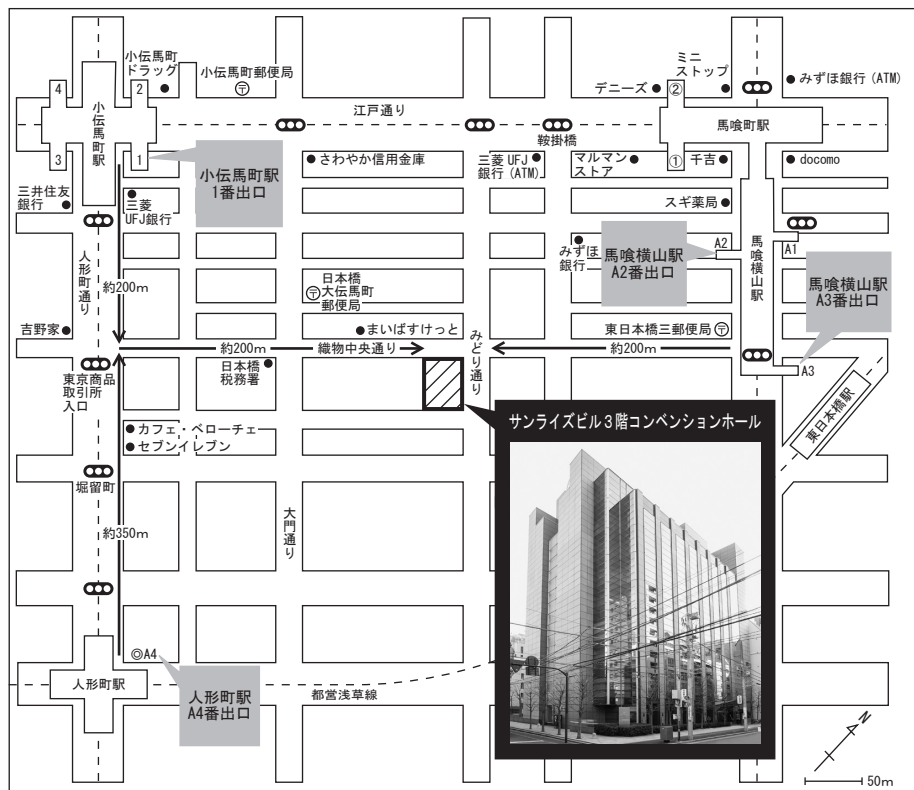 小伝馬町
ドラッグ
小伝馬町郵便局
〒
ミニ
ストップ
デニーズ
みずほ銀行(ATM)
4
2
小伝馬町駅
3
1
江戸通り
鞍掛橋
②
馬喰町駅
①
小伝馬町駅
1番出口
さわやか信用金庫
三菱UFJ
銀行(ATM)
マルマン
ストア
千吉
docomo
三井住友
銀行
三菱
UFJ銀行
スギ薬局
人形町通り
約200m
日本橋
〒大伝馬町
郵便局
みずほ
銀行
馬喰横山駅
A2番出口
A2
馬喰横山駅
A1
馬喰横山駅
A3番出口
吉野家
まいばすけっと
みどり通り
東日本橋三郵便局〒
約200m
織物中央通り
約200m
東京商品
取引所
入口
日本橋
税務署
A3
東日本橋駅
カフェ・ベローチェ
セブンイレブン
サンライズビル3階コンベンションホール
堀留町
約350m
大門通り
◎A4
人形町駅
人形町駅
A4番出口
都営浅草線
N
50m